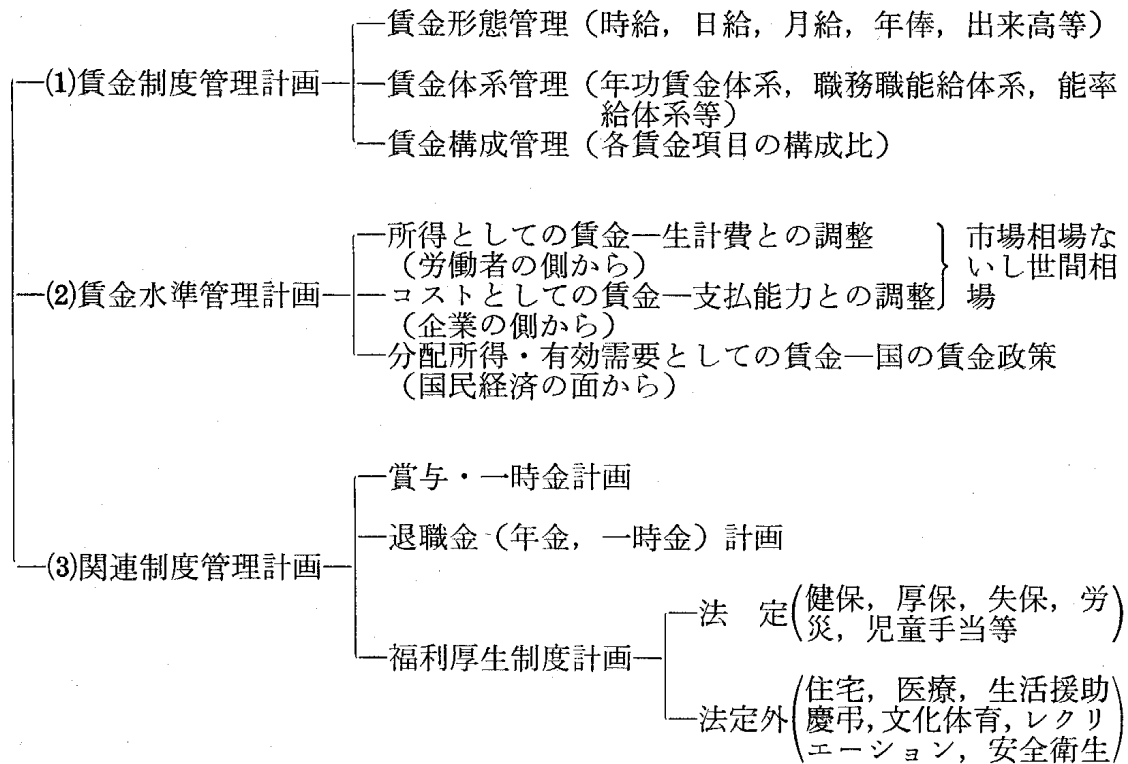 賃金形態管理（時給，日給，月給，年俸，出来高等）
(1)賃金制度管理計画
賃金体系管理（年功賃金体系，職務職能給体系，能率
給体系等）
賃金構成管理（各賃金項目の構成比）
所得としての賃金―生計費との調整
（労働者の側から）
市場相場な
いし世間相
場
(2)賃金水準管理計画
コストとしての賃金―支払能力との調整
（企業の側から）
分配所得・有効需要としての賃金―国の賃金政策
（国民経済の面から）
賞与・一時金計画
退職金（年金，一時金）計画
(3)関連制度管理計画
福利厚生制度計画
法　定
健保，厚保，失保，労
災，児童手当等
法定外
住宅，医療，生活援助
慶弔，文化体育，レクリ
エーション，安全衛生